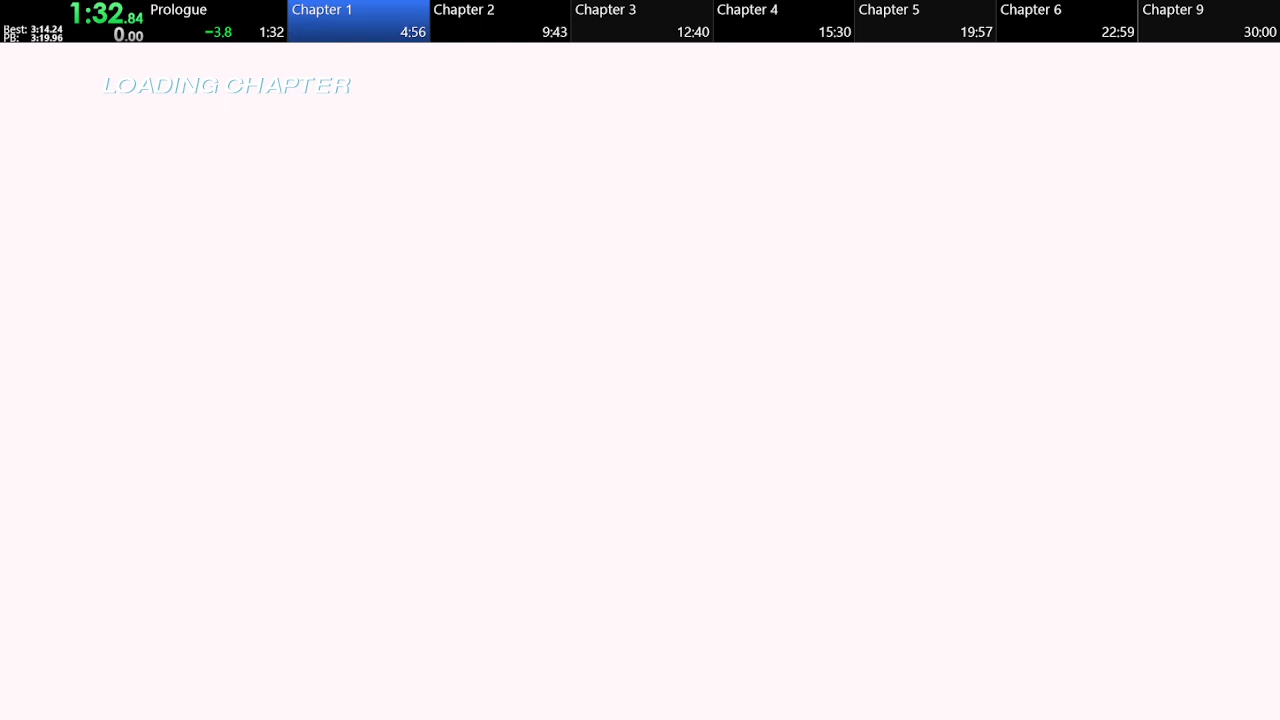 1:32.84
0.00
Best: 3:14.24
PB: 3:19.96
Prologue
−3.8 1:32
Chapter 1
4:56
Chapter 2
9:43
Chapter 3
12:40
Chapter 4
15:30
Chapter 5
19:57
Chapter 6
22:59
Chapter 9
30:00
LOADING CHAPTER